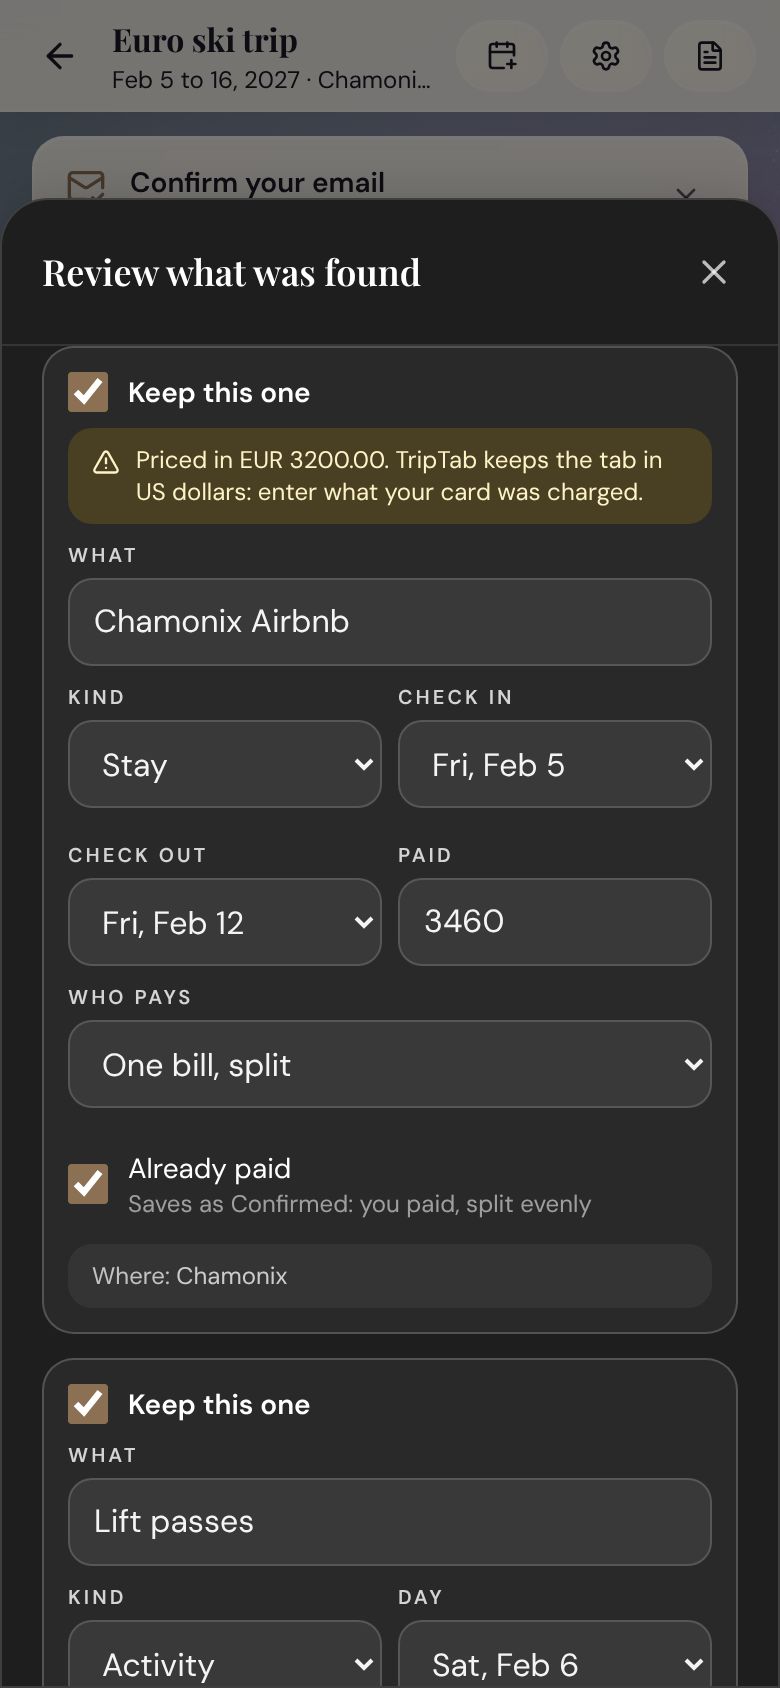 Euro ski trip
Feb 5 to 16, 2027 · Chamoni...
Confirm your email
Review what was found
Keep this one
Priced in EUR 3200.00. TripTab keeps the tab in
US dollars: enter what your card was charged.
WHAT
Chamonix Airbnb
KIND
CHECK IN
Stay
Fri, Feb 5
CHECK OUT
PAID
Fri, Feb 12
3460
WHO PAYS
One bill, split
Already paid
Saves as Confirmed: you paid, split evenly
Where: Chamonix
Keep this one
WHAT
Lift passes
KIND
DAY
Activity
Sat, Feb 6